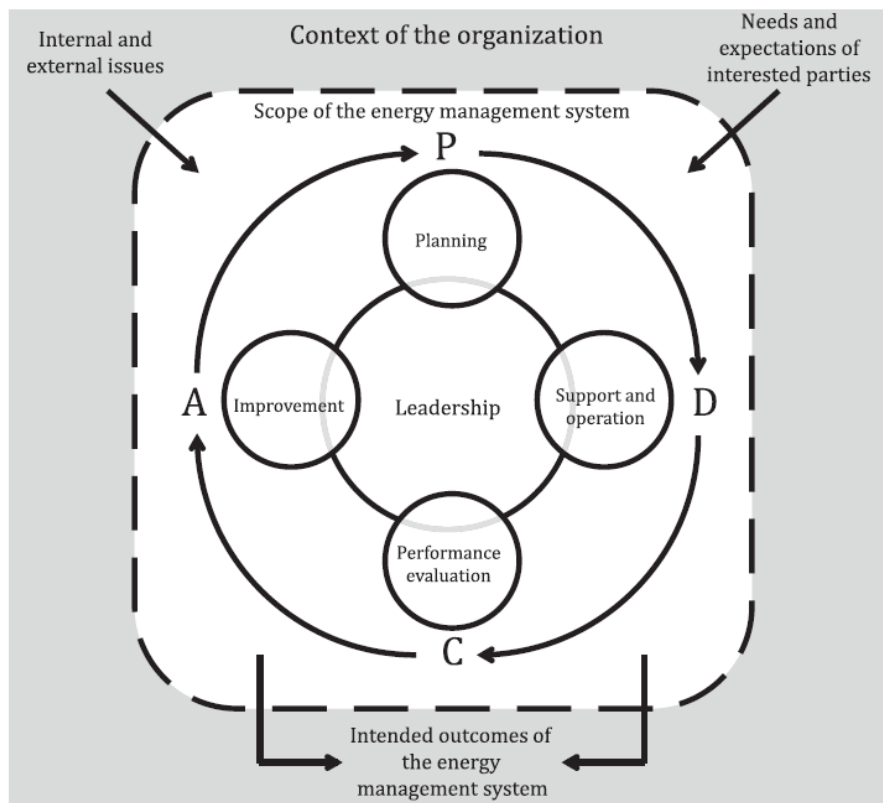 Internal and
external issues
Context of the organization
Needs and
expectations of
interested parties
Scope of the energy management system
P
Planning
A
Improvement
Leadership
Support and
operation
D
Performance
evaluation
C
Intended outcomes of
the energy
management system